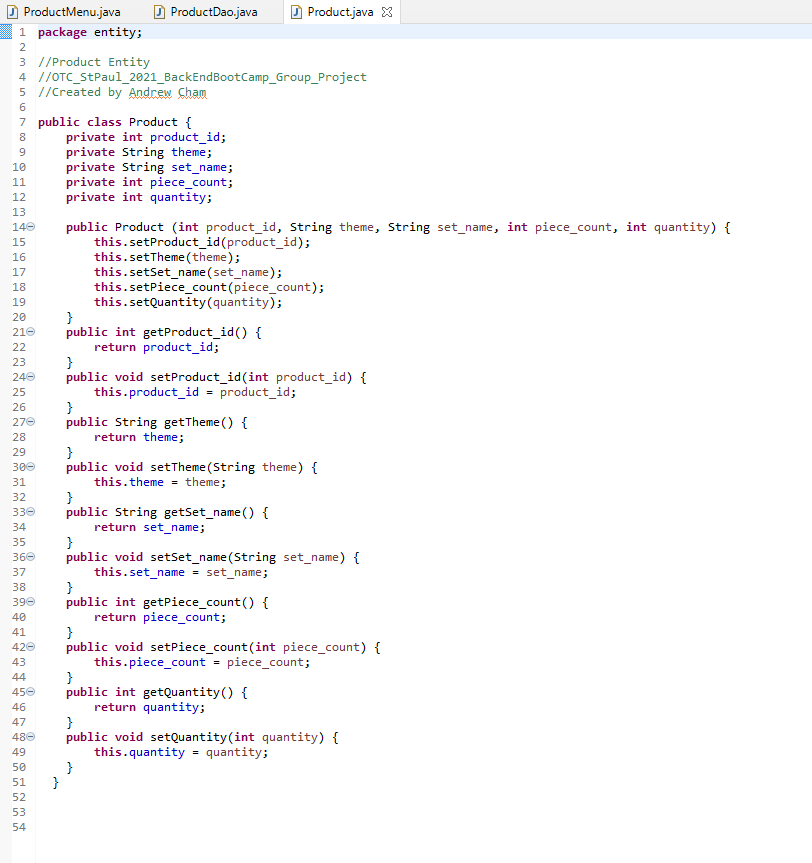 ProductMenu.java ProductDao.java Product.java
1 package entity;
2
3 //Product Entity
4 //OTC_StPaul_2021_BackEndBootCamp_Group_Project
5 //Created by Andrew Cham
6
7 public class Product {
8     private int product_id;
9     private String theme;
10     private String set_name;
11     private int piece_count;
12     private int quantity;
13
14     public Product (int product_id, String theme, String set_name, int piece_count, int quantity) {
15         this.setProduct_id(product_id);
16         this.setTheme(theme);
17         this.setSet_name(set_name);
18         this.setPiece_count(piece_count);
19         this.setQuantity(quantity);
20     }
21     public int getProduct_id() {
22         return product_id;
23     }
24     public void setProduct_id(int product_id) {
25         this.product_id = product_id;
26     }
27     public String getTheme() {
28         return theme;
29     }
30     public void setTheme(String theme) {
31         this.theme = theme;
32     }
33     public String getSet_name() {
34         return set_name;
35     }
36     public void setSet_name(String set_name) {
37         this.set_name = set_name;
38     }
39     public int getPiece_count() {
40         return piece_count;
41     }
42     public void setPiece_count(int piece_count) {
43         this.piece_count = piece_count;
44     }
45     public int getQuantity() {
46         return quantity;
47     }
48     public void setQuantity(int quantity) {
49         this.quantity = quantity;
50     }
51   }
52
53
54